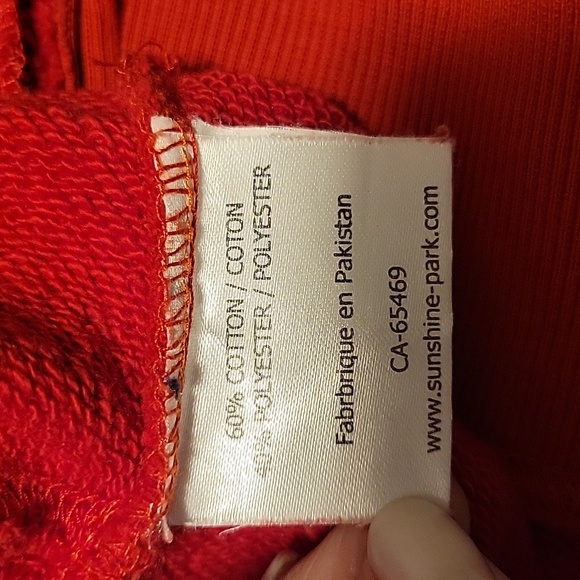 60% COTTON / COTON
40% POLYESTER / POLYESTER
Fabrbrique en Pakistan
CA-65469
www.sunshine-park.com